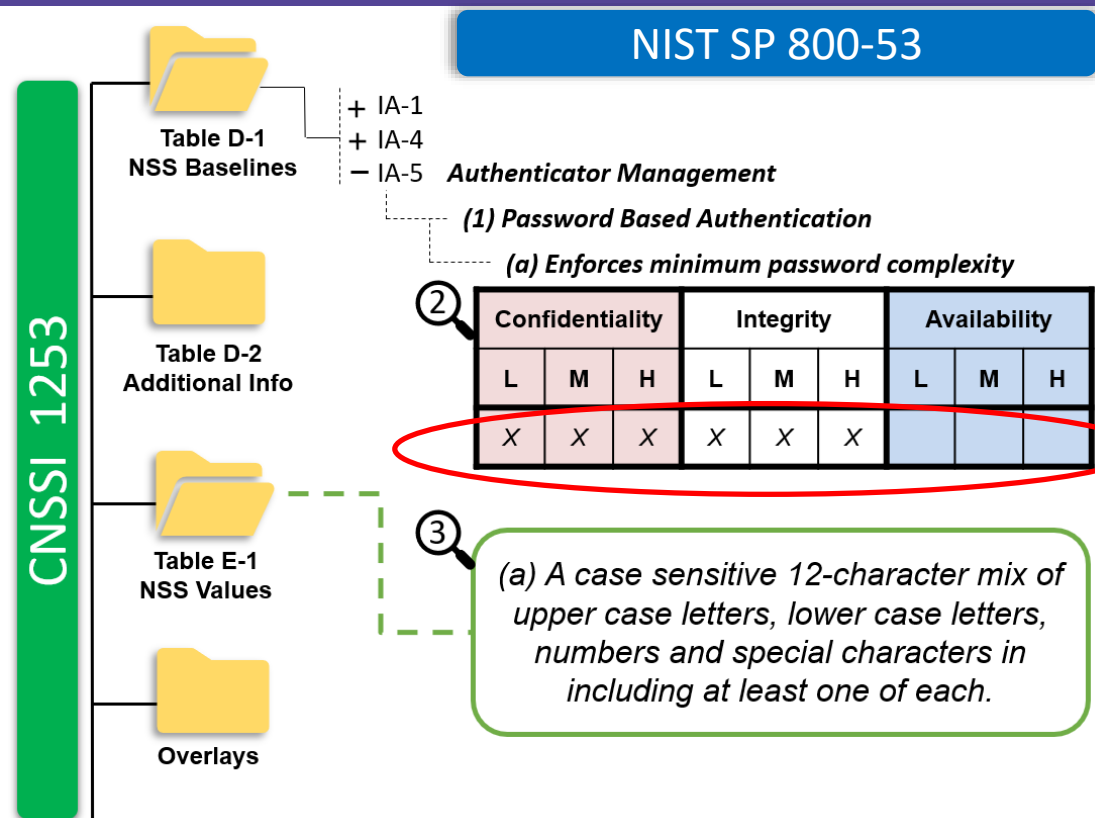 NIST SP 800-53
CNSSI 1253
Table D-1
NSS Baselines
+ IA-1
+ IA-4
− IA-5 Authenticator Management
(1) Password Based Authentication
(a) Enforces minimum password complexity
Table D-2
Additional Info
2
Confidentiality Integrity Availability
L M H L M H L M H
X X X X X X
Table E-1
NSS Values
3
(a) A case sensitive 12-character mix of
upper case letters, lower case letters,
numbers and special characters in
including at least one of each.
Overlays